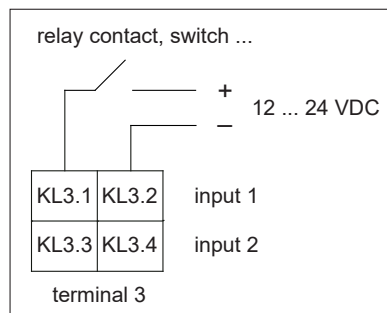 relay contact, switch ...
+
– 12 ... 24 VDC
KL3.1 KL3.2 input 1
KL3.3 KL3.4 input 2
terminal 3